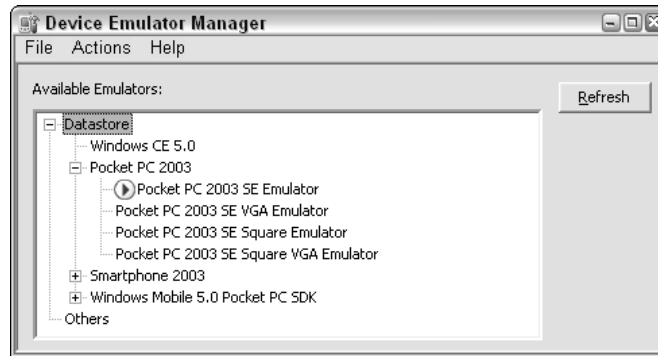 Device Emulator Manager
File Actions Help
Available Emulators:
Refresh
Datastore
Windows CE 5.0
Pocket PC 2003
Pocket PC 2003 SE Emulator
Pocket PC 2003 SE VGA Emulator
Pocket PC 2003 SE Square Emulator
Pocket PC 2003 SE Square VGA Emulator
Smartphone 2003
Windows Mobile 5.0 Pocket PC SDK
Others